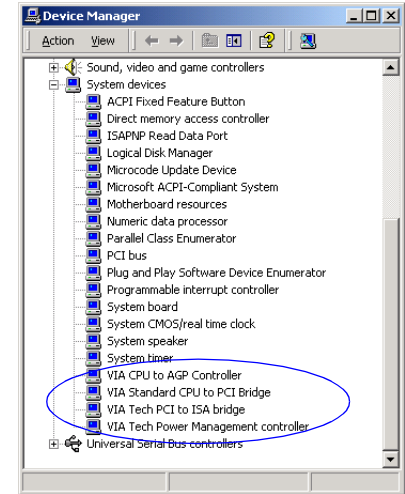 Device Manager
Action View
Sound, video and game controllers
System devices
ACPI Fixed Feature Button
Direct memory access controller
ISAPNP Read Data Port
Logical Disk Manager
Microcode Update Device
Microsoft ACPI-Compliant System
Motherboard resources
Numeric data processor
Parallel Class Enumerator
PCI bus
Plug and Play Software Device Enumerator
Programmable interrupt controller
System board
System CMOS/real time clock
System speaker
System timer
VIA CPU to AGP Controller
VIA Standard CPU to PCI Bridge
VIA Tech PCI to ISA bridge
VIA Tech Power Management controller
Universal Serial Bus controllers